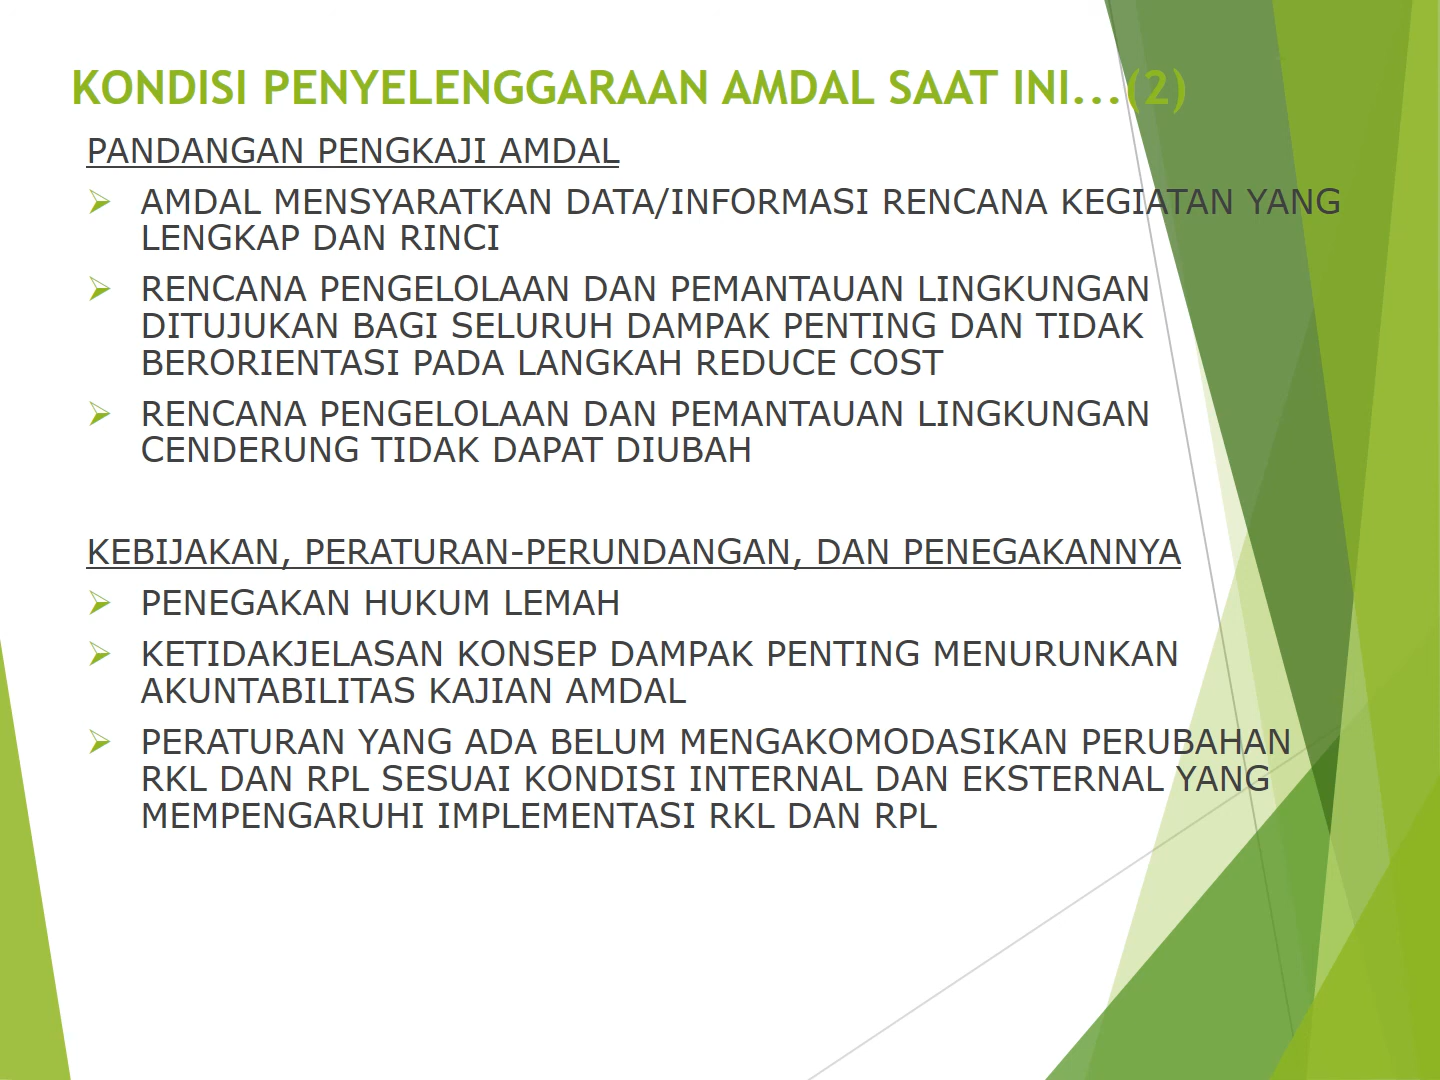 KONDISI PENYELENGGARAAN AMDAL SAAT INI...(2)
PANDANGAN PENGKAJI AMDAL
AMDAL MENSYARATKAN DATA/INFORMASI RENCANA KEGIATAN YANG
LENGKAP DAN RINCI
RENCANA PENGELOLAAN DAN PEMANTAUAN LINGKUNGAN
DITUJUKAN BAGI SELURUH DAMPAK PENTING DAN TIDAK
BERORIENTASI PADA LANGKAH REDUCE COST
RENCANA PENGELOLAAN DAN PEMANTAUAN LINGKUNGAN
CENDERUNG TIDAK DAPAT DIUBAH
KEBIJAKAN, PERATURAN-PERUNDANGAN, DAN PENEGAKANNYA
PENEGAKAN HUKUM LEMAH
KETIDAKJELASAN KONSEP DAMPAK PENTING MENURUNKAN
AKUNTABILITAS KAJIAN AMDAL
PERATURAN YANG ADA BELUM MENGAKOMODASIKAN PERUBAHAN
RKL DAN RPL SESUAI KONDISI INTERNAL DAN EKSTERNAL YANG
MEMPENGARUHI IMPLEMENTASI RKL DAN RPL